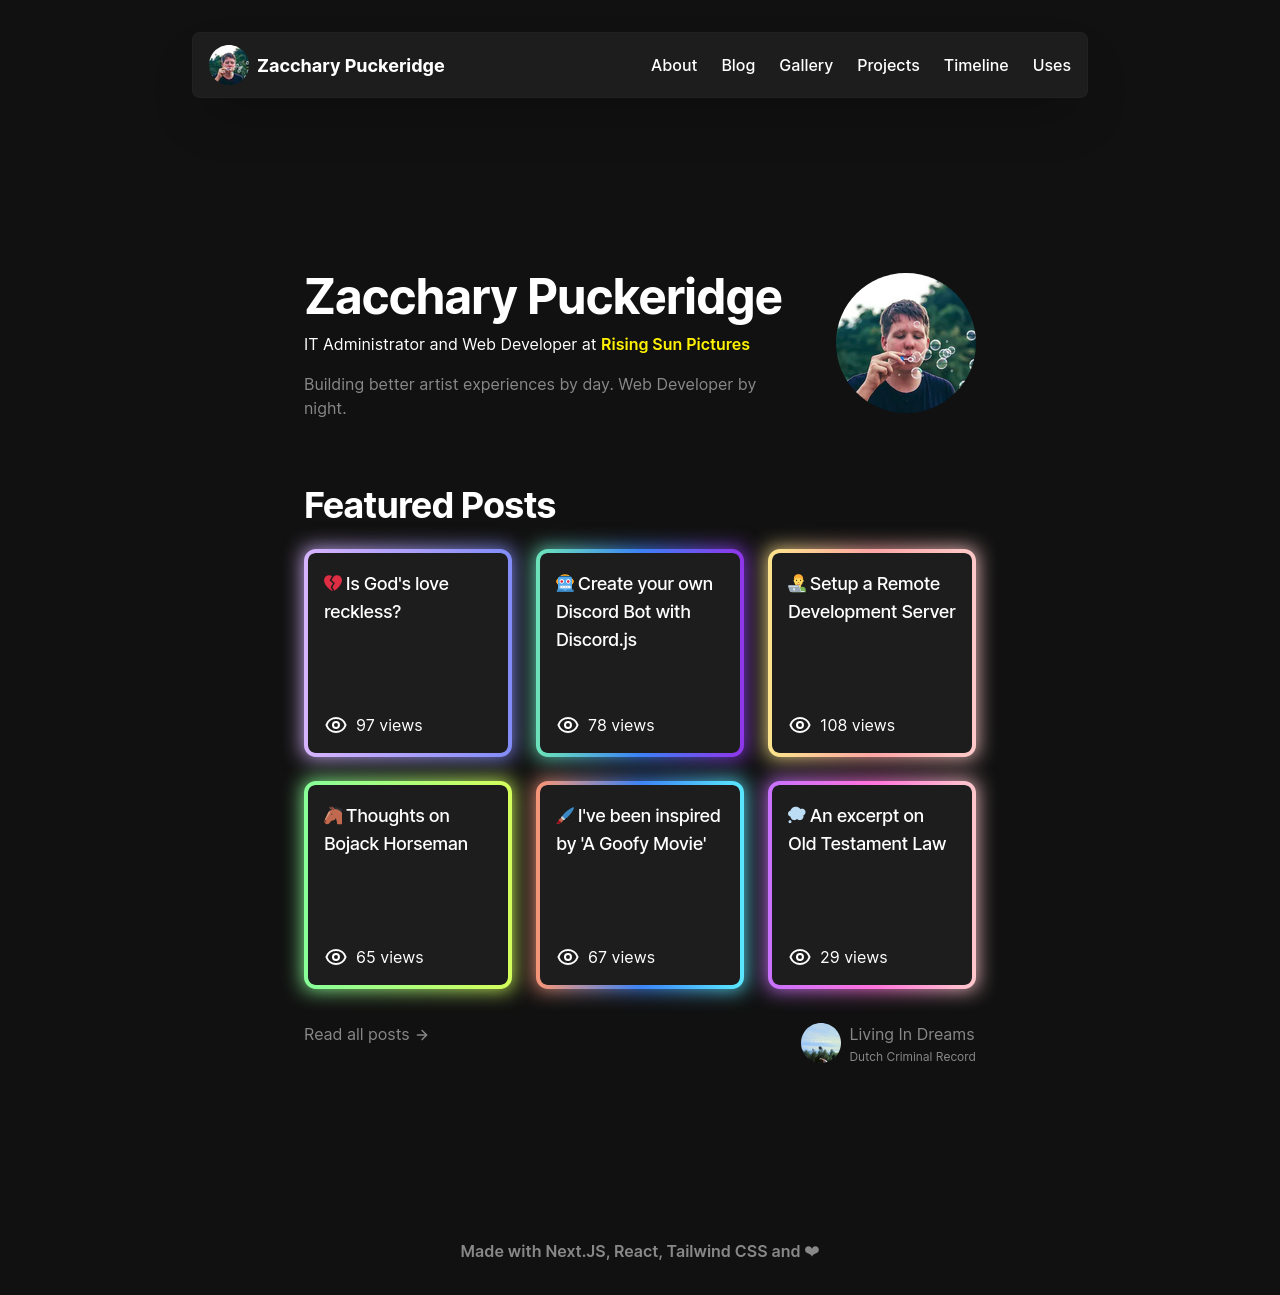 Zacchary Puckeridge
About Blog Gallery Projects Timeline Uses
Zacchary Puckeridge
IT Administrator and Web Developer at Rising Sun Pictures
Building better artist experiences by day. Web Developer by
night.
Featured Posts
💔 Is God's love
reckless?
97 views
🤖 Create your own
Discord Bot with
Discord.js
78 views
👨‍💻 Setup a Remote
Development Server
108 views
🐴 Thoughts on
Bojack Horseman
65 views
🖌️ I've been inspired
by 'A Goofy Movie'
67 views
💭 An excerpt on
Old Testament Law
29 views
Read all posts →
Living In Dreams
Dutch Criminal Record
Made with Next.JS, React, Tailwind CSS and ❤